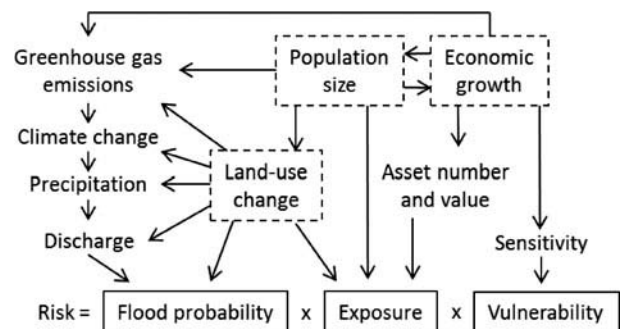 Greenhouse gas
emissions
Population
size
Economic
growth
Climate change
Precipitation
Land-use
change
Asset number
and value
Discharge
Sensitivity
Risk = Flood probability x Exposure x Vulnerability